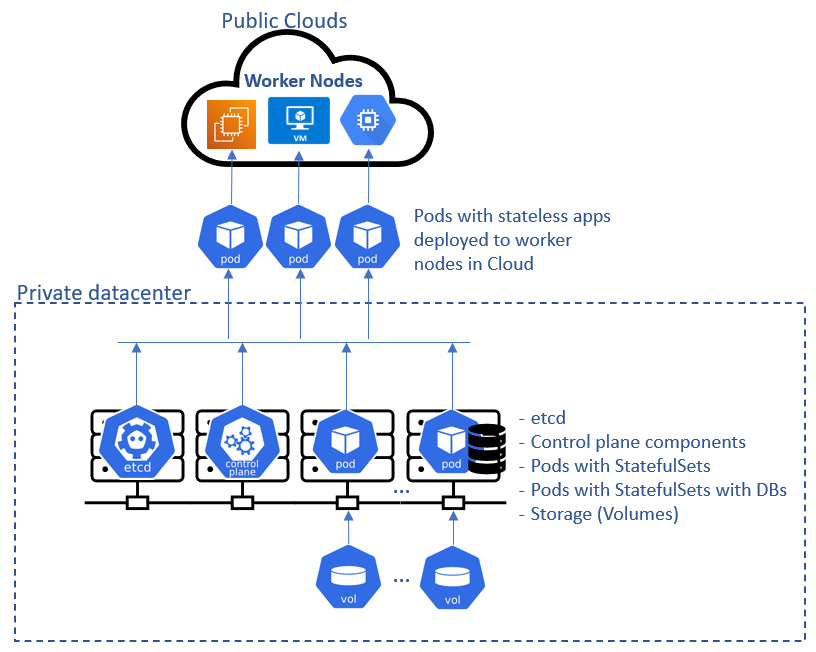 Public Clouds
Worker Nodes
VM
pod
pod
pod
Pods with stateless apps
deployed to worker
nodes in Cloud
Private datacenter
etcd
control
plane
pod
pod
...
- etcd
- Control plane components
- Pods with StatefulSets
- Pods with StatefulSets with DBs
- Storage (Volumes)
vol
...
vol